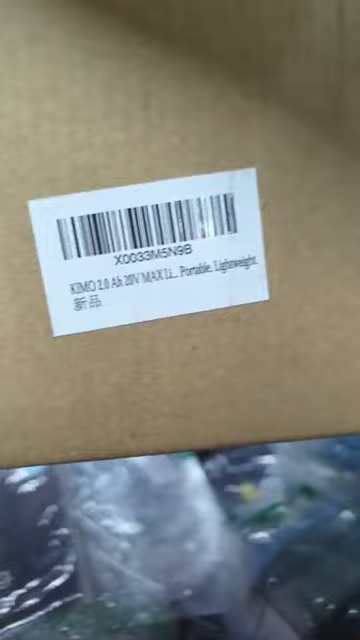 X0033M5N9B
KIMO 2.0 Ah 20V MAX Li... Portable, Lightweight,
新品